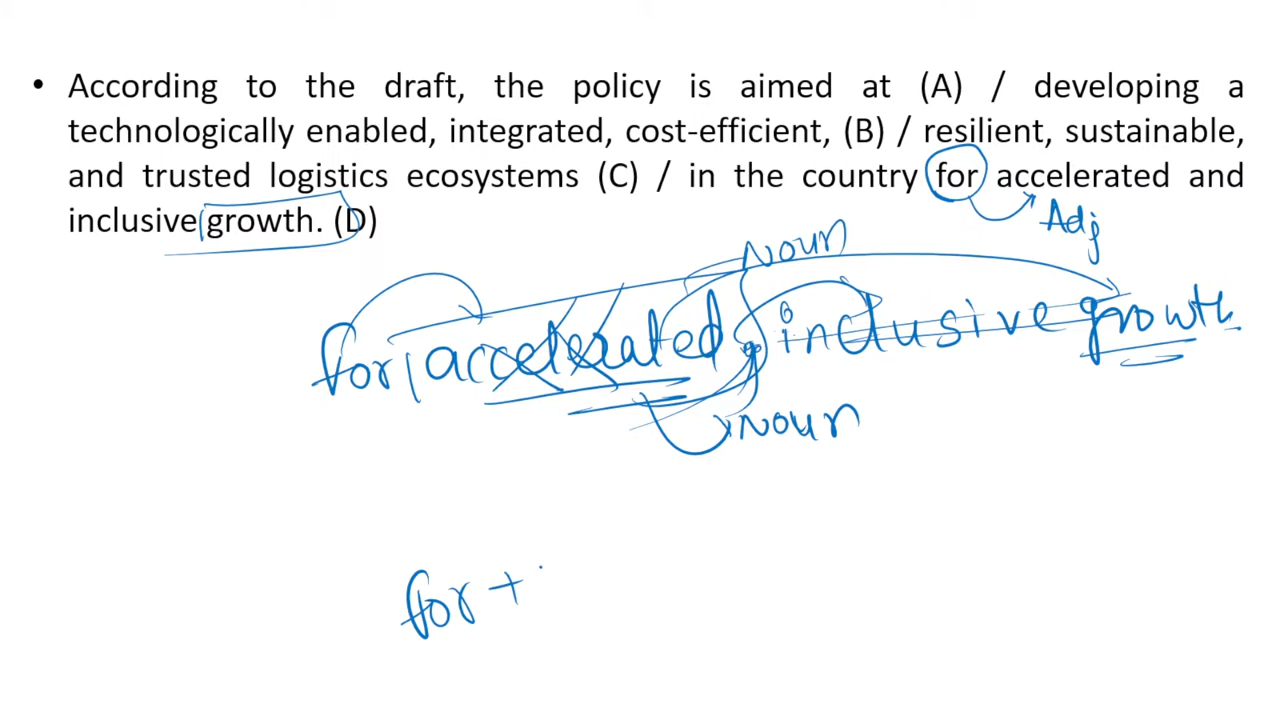 • According to the draft, the policy is aimed at (A) / developing a
technologically enabled, integrated, cost-efficient, (B) / resilient, sustainable,
and trusted logistics ecosystems (C) / in the country for accelerated and
inclusive growth. (D)
Adj
Noun
for accelerated, inclusive growth.
Noun
for +